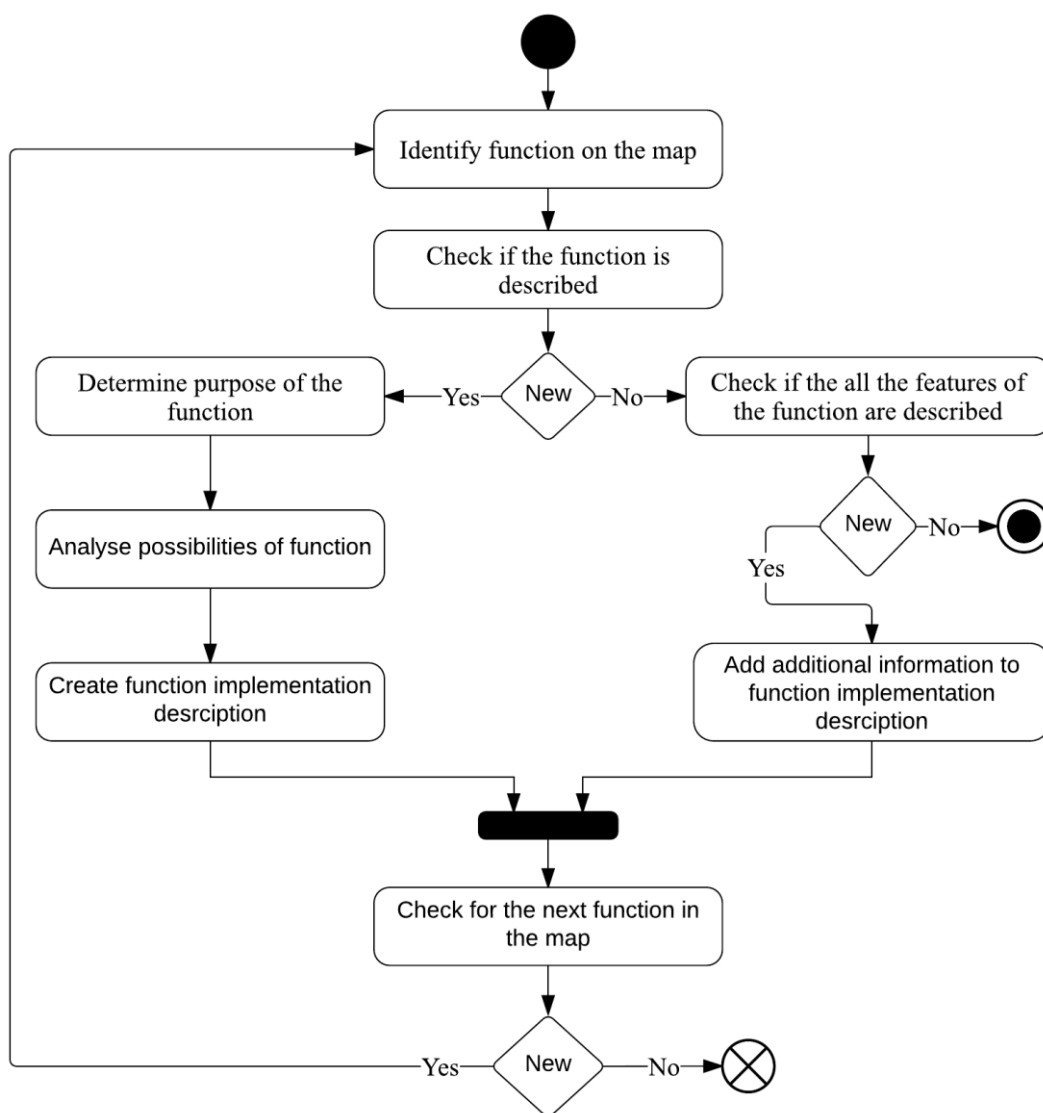 Identify function on the map
Check if the function is
described
Determine purpose of the
function
Yes
New
No
Check if the all the features of
the function are described
New
No
Yes
Analyse possibilities of function
Create function implementation
desrciption
Add additional information to
function implementation
desrciption
Check for the next function in
the map
Yes
New
No